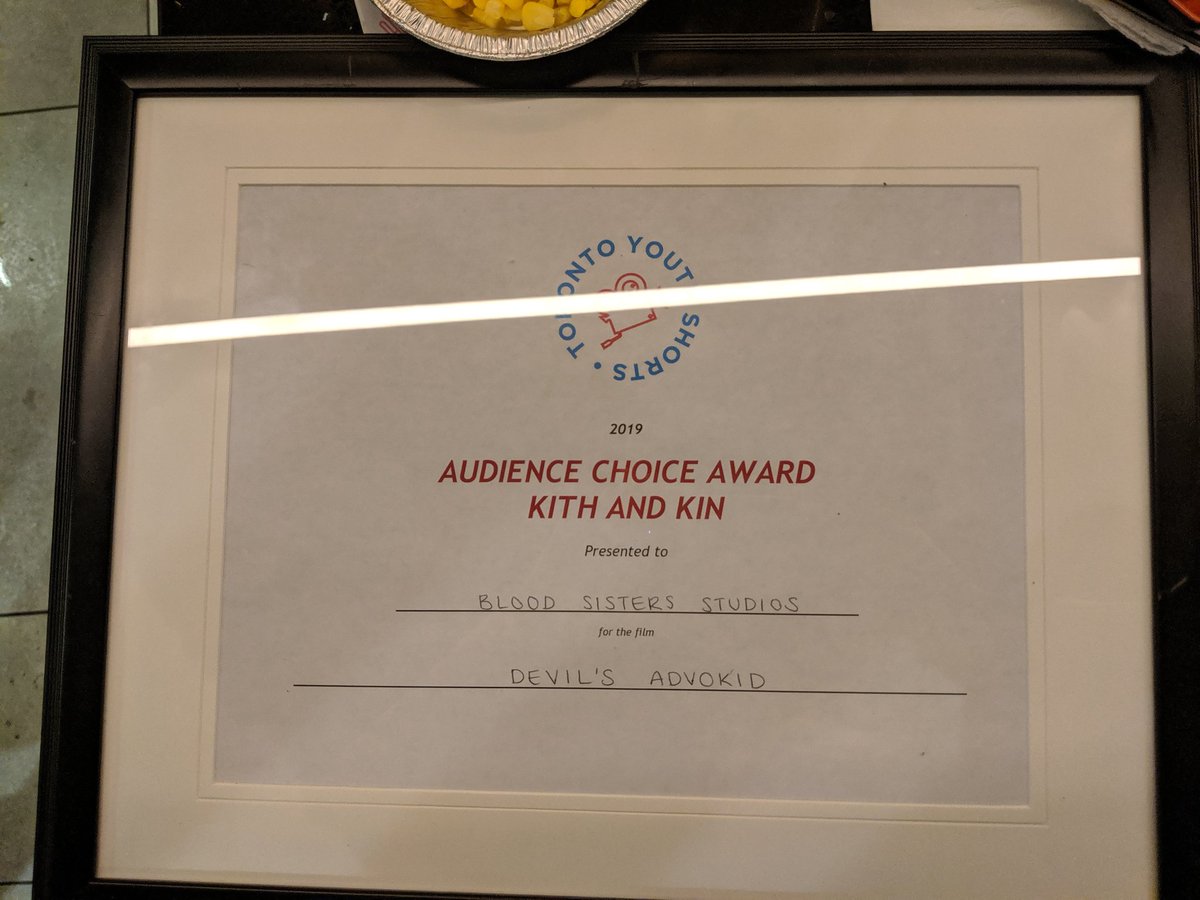 TORONTO YOUTH SHORTS •
2019
AUDIENCE CHOICE AWARD
KITH AND KIN
Presented to
BLOOD SISTERS STUDIOS
for the film
DEVIL'S ADVOKID